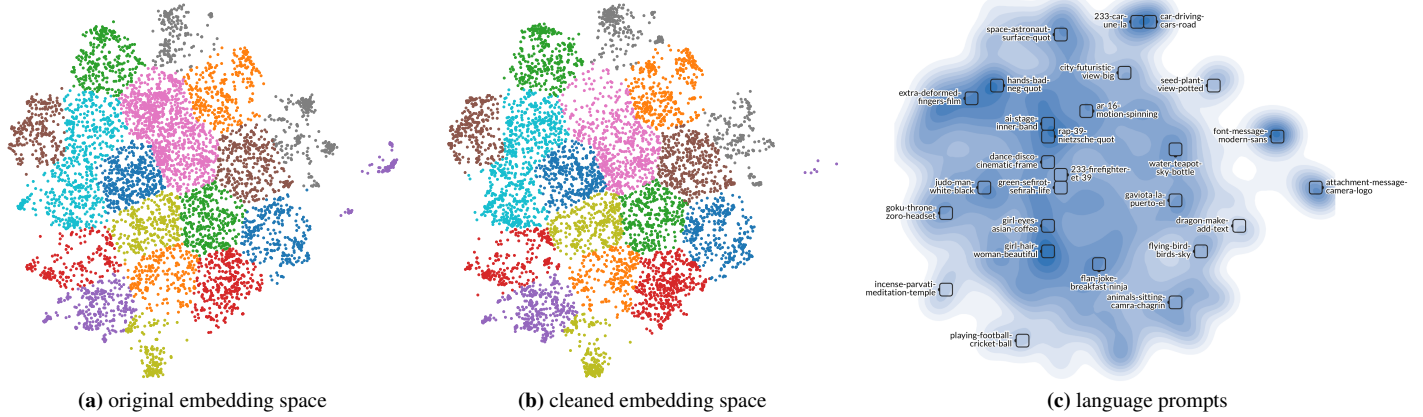 233-car-
une-la
car-driving-
cars-road
space-astronaut-
surface-quot
city-futuristic-
view-big
seed-plant-
view-potted
hands-bad-
neg-quot
extra-deformed-
fingers-film
ar-16-
motion-spinning
ai-stage-
inner-band
rap-39-
nietzsche-quot
font-message-
modern-sans
dance-disco-
cinematic-frame
water-teapot-
sky-bottle
233-firefighter-
et-39
judo-man-
white-black
green-sefirot-
sefirah-life
attachment-message-
camera-logo
gaviota-la-
puerto-el
goku-throne-
zoro-headset
girl-eyes-
asian-coffee
dragon-make-
add-text
girl-hair-
woman-beautiful
flying-bird-
birds-sky
flan-joke-
breakfast ninja
incense-parvati-
meditation-temple
animals-sitting-
camra-chagrin
playing-football-
cricket-ball
(a) original embedding space
(b) cleaned embedding space
(c) language prompts